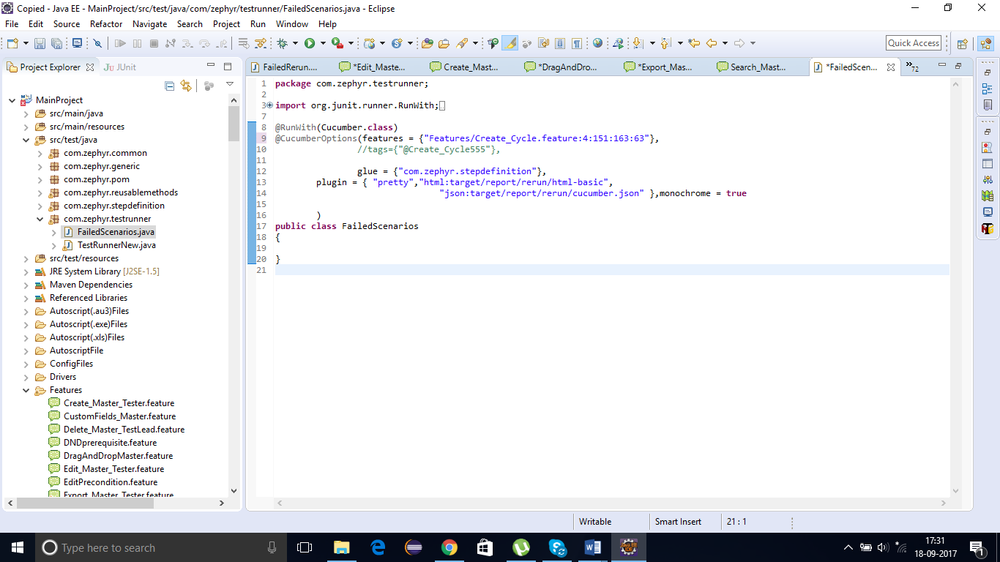 Copied - Java EE - MainProject/src/test/java/com/zephyr/testrunner/FailedScenarios.java - Eclipse
File Edit Source Refactor Navigate Search Project Run Window Help
Quick Access
Project Explorer JUnit
FailedRerun.... *Edit_Maste... Create_Mast... *DragAndDro... *Export_Mas... Search_Mast... *FailedScen... 72
MainProject
src/main/java
src/main/resources
src/test/java
com.zephyr.common
com.zephyr.generic
com.zephyr.pom
com.zephyr.reusablemethods
com.zephyr.stepdefinition
com.zephyr.testrunner
FailedScenarios.java
TestRunnerNew.java
src/test/resources
JRE System Library [J2SE-1.5]
Maven Dependencies
Referenced Libraries
Autoscript(.au3)Files
Autoscript(.exe)Files
Autoscript(.xls)Files
AutoscriptFile
ConfigFiles
Drivers
Features
Create_Master_Tester.feature
CustomFields_Master.feature
Delete_Master_TestLead.feature
DNDprerequisite.feature
DragAndDropMaster.feature
Edit_Master_Tester.feature
EditPrecondition.feature
Export_Master_Tester.feature
1 package com.zephyr.testrunner;
2
3 import org.junit.runner.RunWith;
7
8 @RunWith(Cucumber.class)
9 @CucumberOptions(features = {"Features/Create_Cycle.feature:4:151:163:63"},
10 //tags={"@Create_Cycle555"},
11
12 glue = {"com.zephyr.stepdefinition"},
13 plugin = { "pretty","html:target/report/rerun/html-basic",
14 "json:target/report/rerun/cucumber.json" },monochrome = true
15
16 )
17 public class FailedScenarios
18 {
19
20 }
21
Writable Smart Insert 21 : 1
Type here to search
17:31
18-09-2017
1